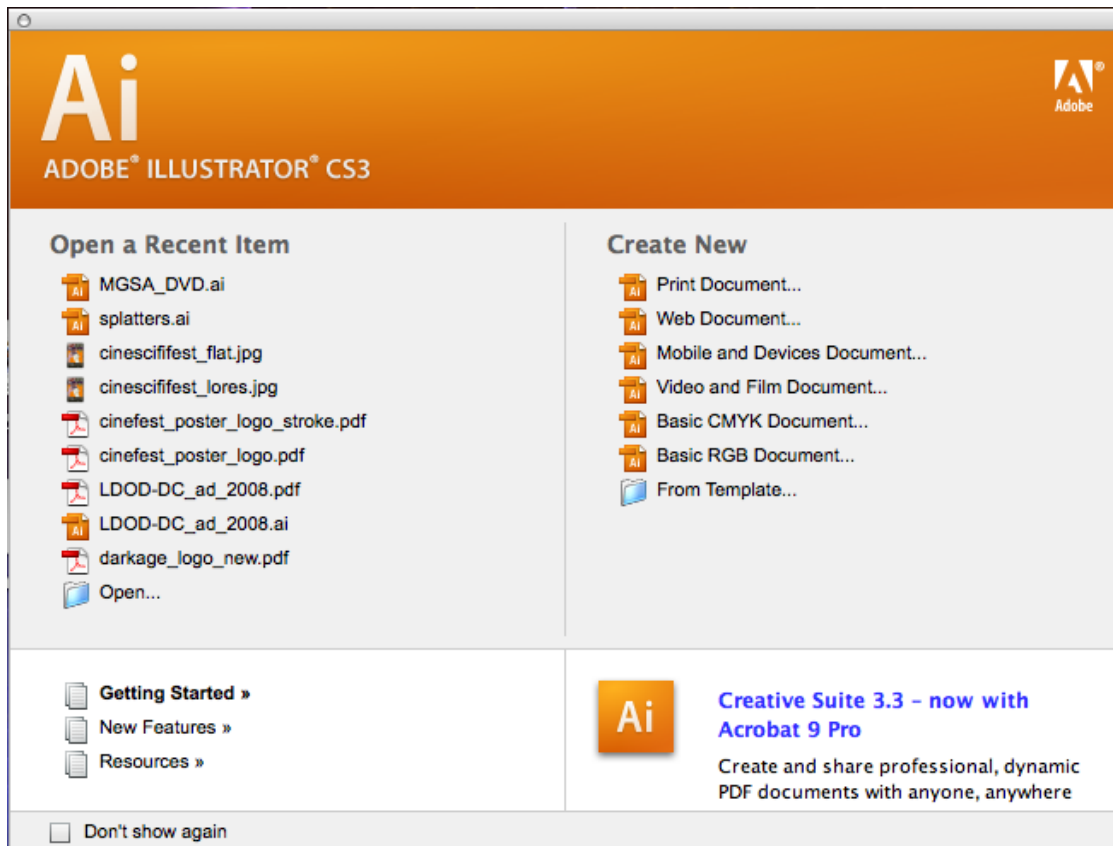 Ai
Adobe
ADOBE® ILLUSTRATOR® CS3
Open a Recent Item
MGSA_DVD.ai
splatters.ai
cinescififest_flat.jpg
cinescififest_lores.jpg
cinefest_poster_logo_stroke.pdf
cinefest_poster_logo.pdf
LDOD-DC_ad_2008.pdf
LDOD-DC_ad_2008.ai
darkage_logo_new.pdf
Open...
Create New
Print Document...
Web Document...
Mobile and Devices Document...
Video and Film Document...
Basic CMYK Document...
Basic RGB Document...
From Template...
Getting Started »
New Features »
Resources »
Ai
Creative Suite 3.3 – now with
Acrobat 9 Pro
Create and share professional, dynamic
PDF documents with anyone, anywhere
Don't show again